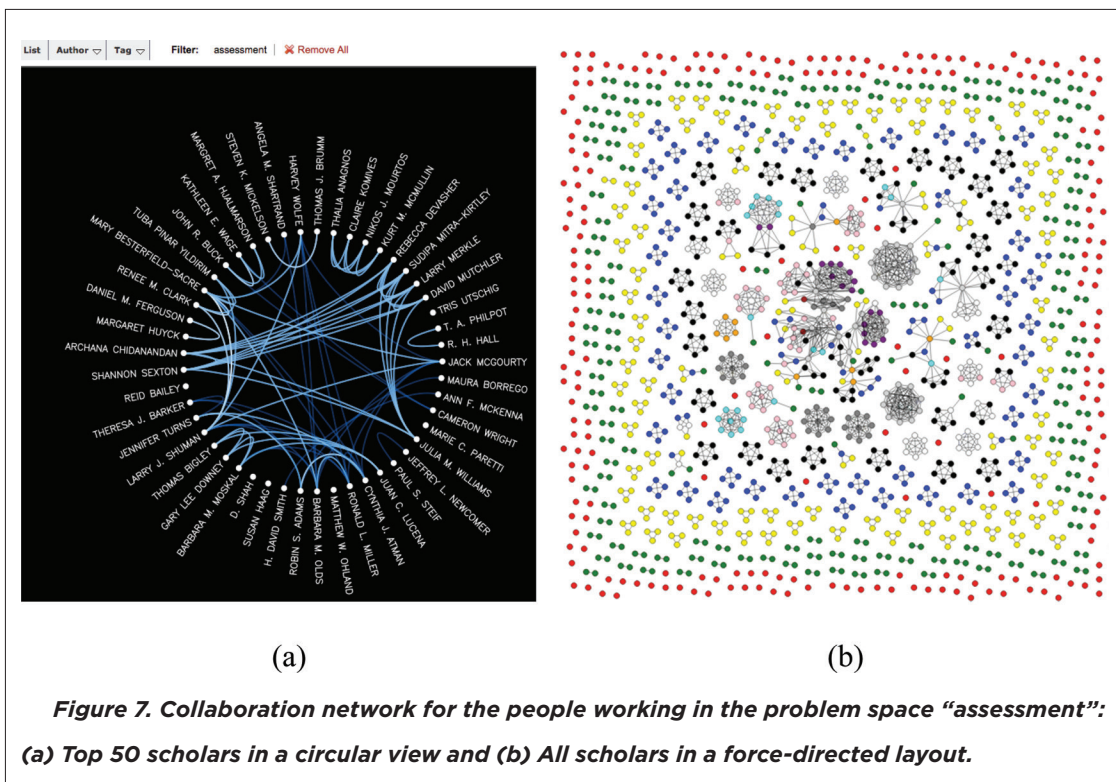 List Author Tag Filter: assessment Remove All
ANGELA M. SHARTRAND
HARVEY WOLFE
THOMAS J. BRUMM
THALIA ANAGNOS
CLAIRE KOMIVES
NIKOS J. MOURTOS
KURT M. MCMULLIN
REBECCA DEVASHER
SUDIPA MITRA-KIRTLEY
LARRY MERKLE
DAVID MUTCHLER
TRIS UTSCHIG
T. A. PHILPOT
R. H. HALL
JACK MCGOURTY
MAURA BORREGO
ANN F. MCKENNA
CAMERON WRIGHT
MARIE C. PARETTI
JULIA M. WILLIAMS
JEFFREY L. NEWCOMER
PAUL S. STEIF
JUAN C. LUCENA
CYNTHIA J. ATMAN
RONALD L. MILLER
MATTHEW W. OHLAND
BARBARA M. OLDS
ROBIN S. ADAMS
H. DAVID SMITH
SUSAN HAAG
D. SHAH
BARBARA M. MOSKAL
GARY LEE DOWNEY
THOMAS BIGLEY
LARRY J. SHUMAN
JENNIFER TURNS
THERESA J. BARKER
REID BAILEY
SHANNON SEXTON
ARCHANA CHIDANANDAN
MARGARET HUYCK
DANIEL M. FERGUSON
RENEE M. CLARK
MARY BESTERFIELD-SACRE
TUBA PINAR YILDIRIM
JOHN R. BUCK
KATHLEEN E. WAGE
MARGRET A. HJALMARSON
STEVEN K. MICKELSON
(a)
(b)
Figure 7. Collaboration network for the people working in the problem space “assessment”:
(a) Top 50 scholars in a circular view and (b) All scholars in a force-directed layout.